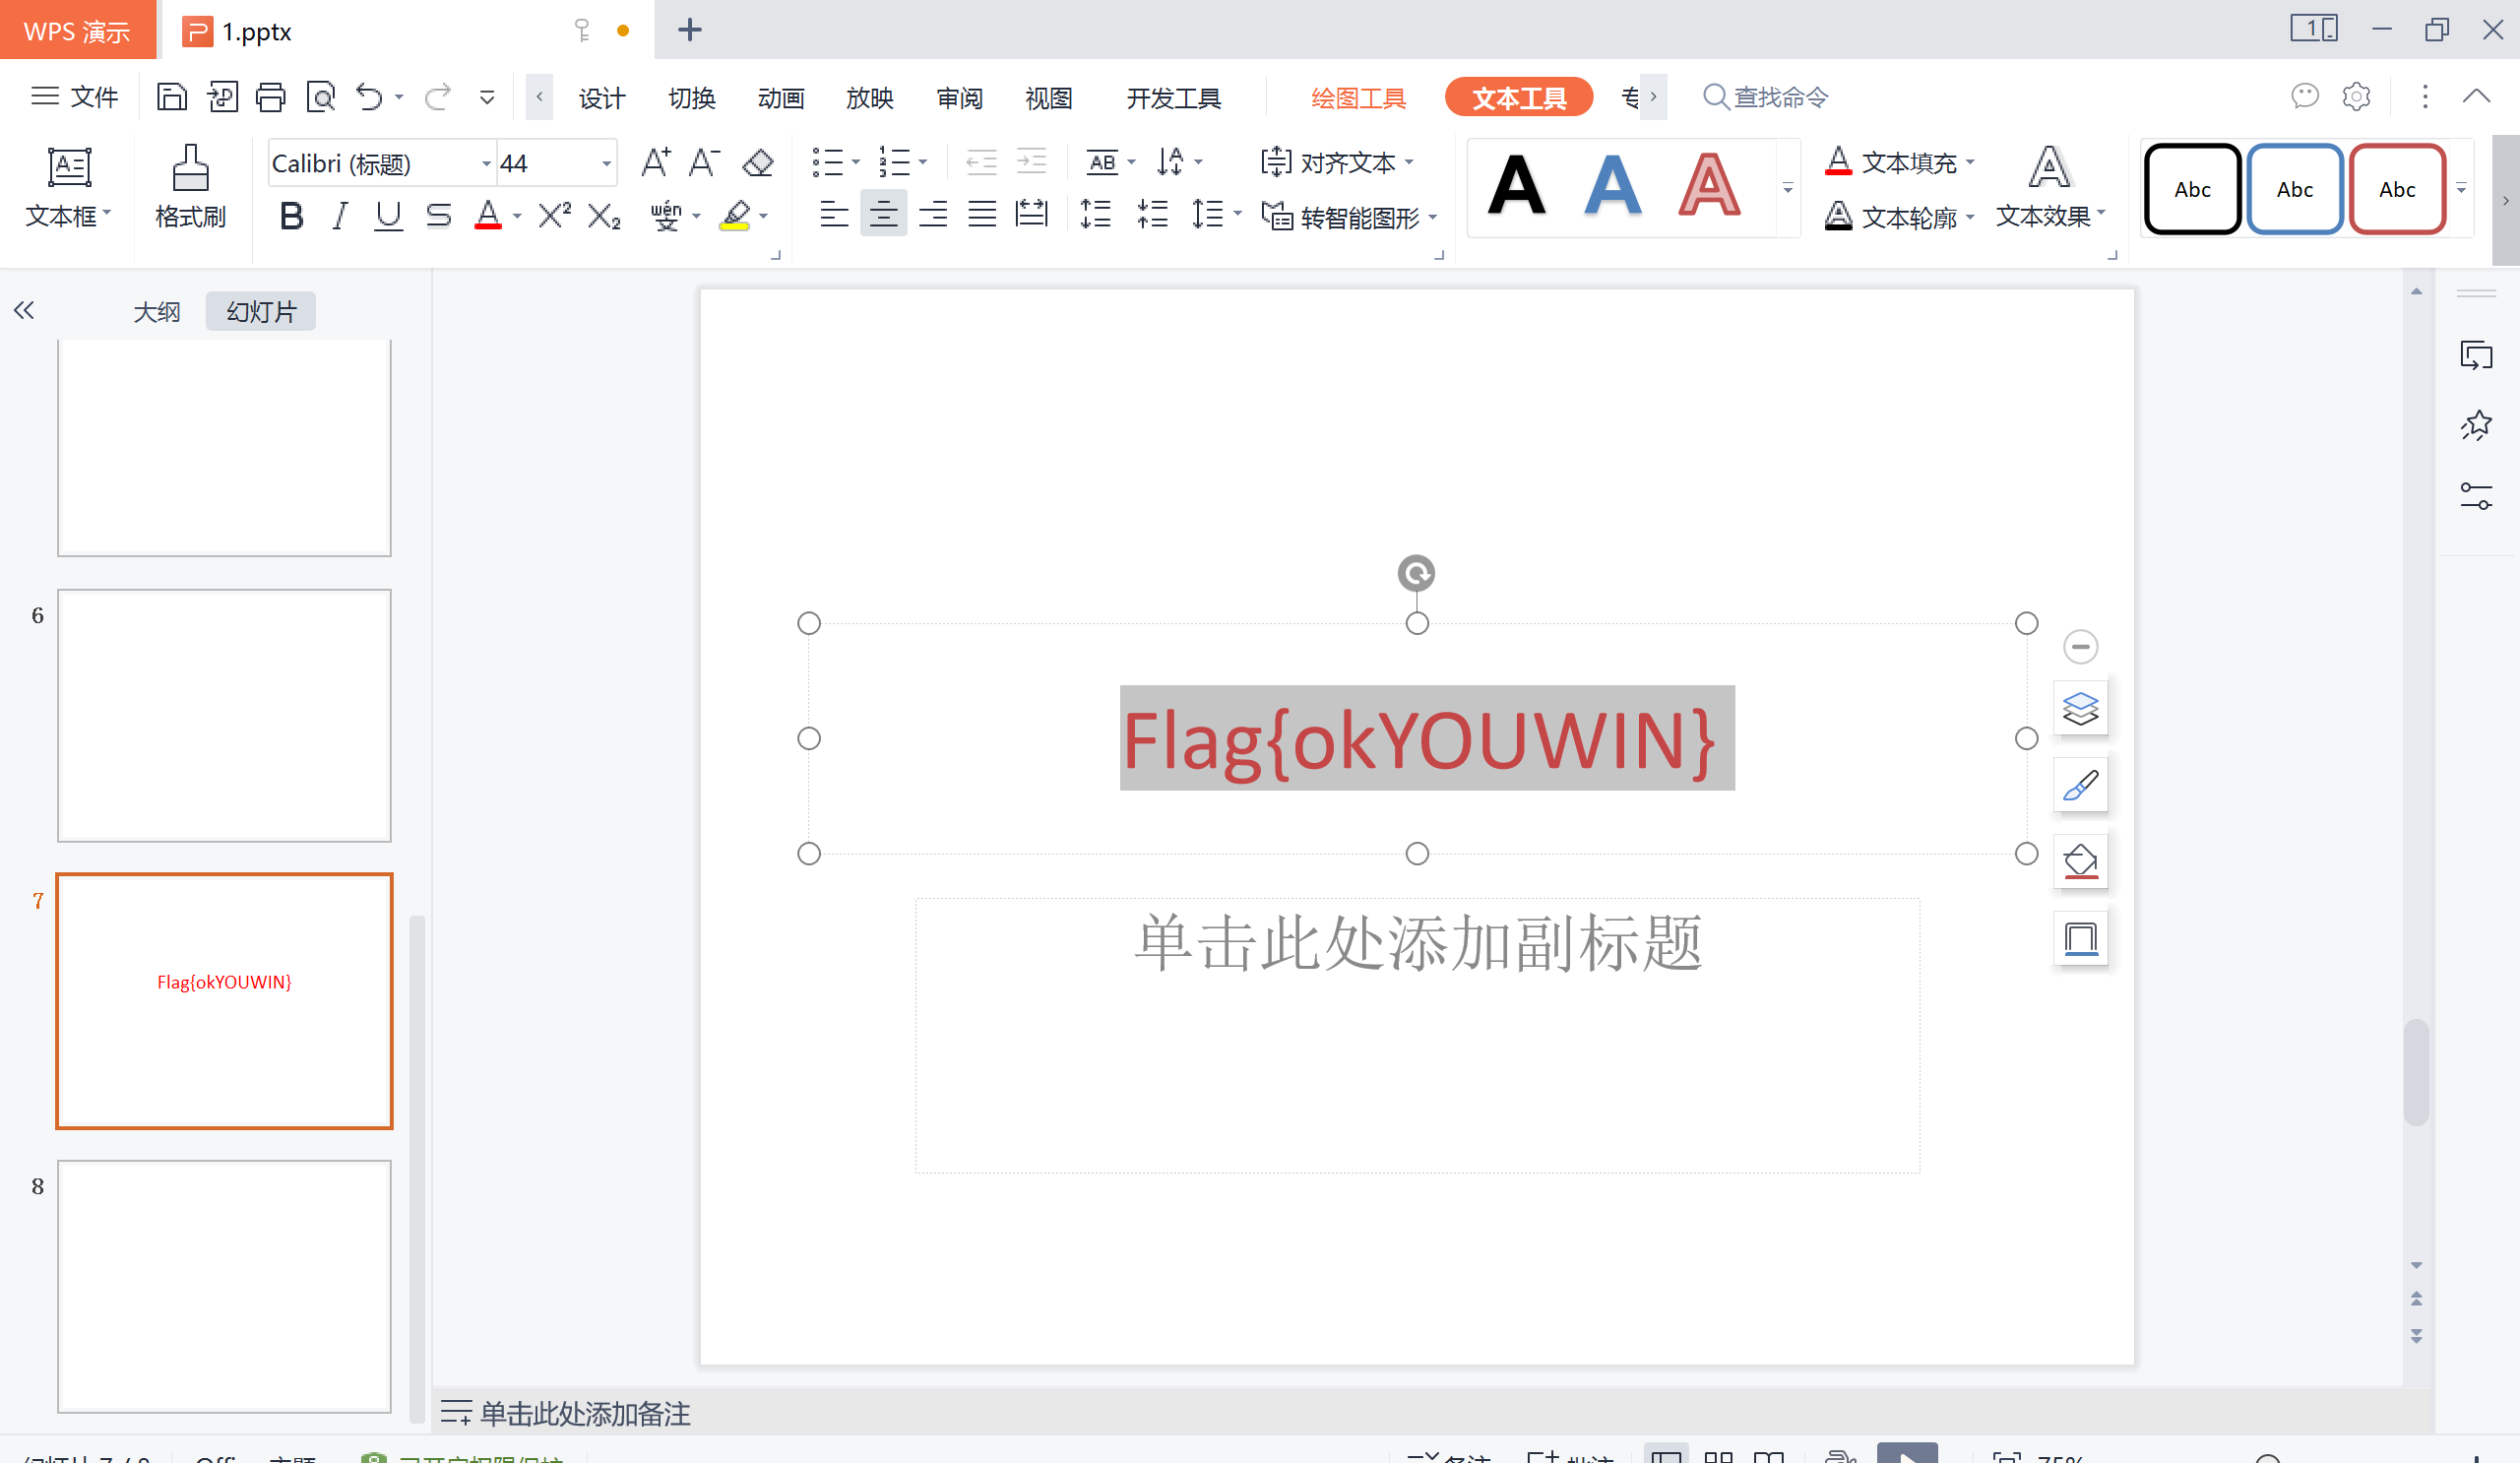 WPS 演示
1.pptx
文件
设计
切换
动画
放映
审阅
视图
开发工具
绘图工具
文本工具
查找命令
文本框
格式刷
Calibri (标题)
44
对齐文本
转智能图形
文本填充
文本轮廓
文本效果
Abc
Abc
Abc
大纲
幻灯片
6
7
Flag{okYOUWIN}
8
Flag{okYOUWIN}
单击此处添加副标题
单击此处添加备注
75%